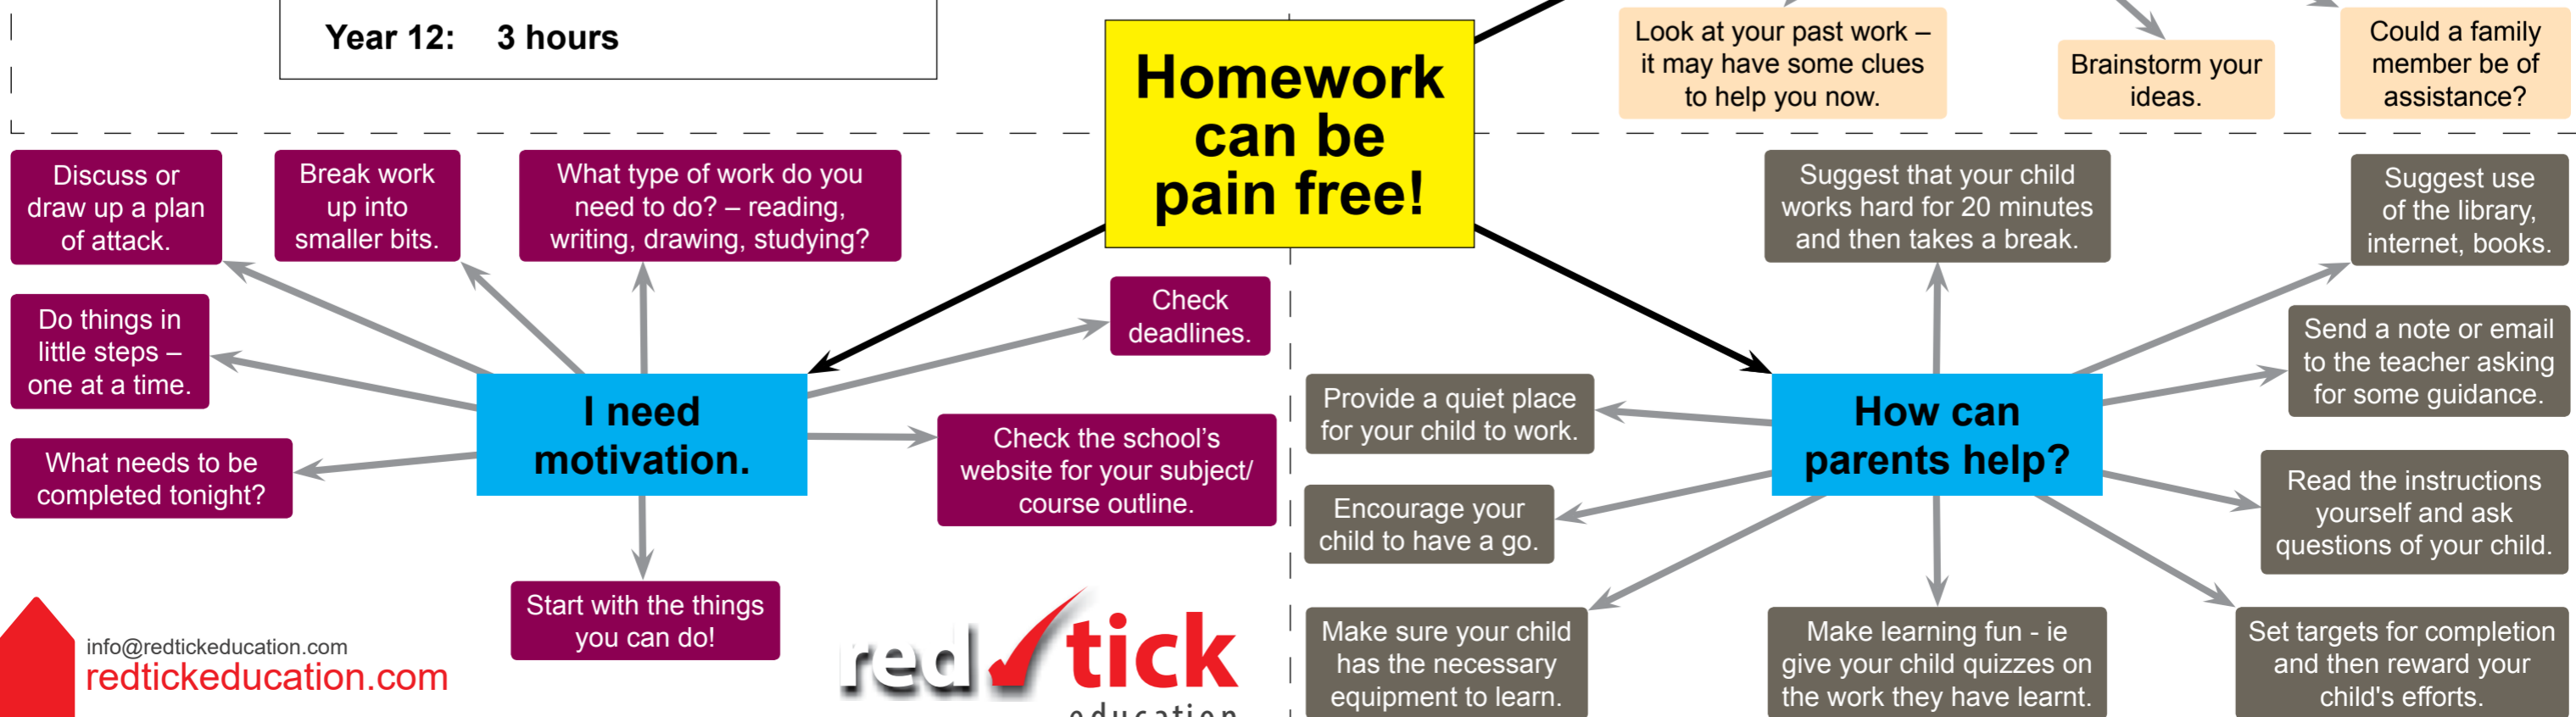 Year 12: 3 hours
Homework
can be
pain free!
Look at your past work –
it may have some clues
to help you now.
Brainstorm your
ideas.
Could a family
member be of
assistance?
Discuss or
draw up a plan
of attack.
Break work
up into
smaller bits.
What type of work do you
need to do? – reading,
writing, drawing, studying?
Do things in
little steps –
one at a time.
Check
deadlines.
I need
motivation.
What needs to be
completed tonight?
Check the school's
website for your subject/
course outline.
Start with the things
you can do!
Suggest that your child
works hard for 20 minutes
and then takes a break.
Suggest use
of the library,
internet, books.
Send a note or email
to the teacher asking
for some guidance.
Provide a quiet place
for your child to work.
How can
parents help?
Encourage your
child to have a go.
Read the instructions
yourself and ask
questions of your child.
Make sure your child
has the necessary
equipment to learn.
Make learning fun - ie
give your child quizzes on
the work they have learnt.
Set targets for completion
and then reward your
child's efforts.
info@redtickeducation.com
redtickeducation.com
red tick
education